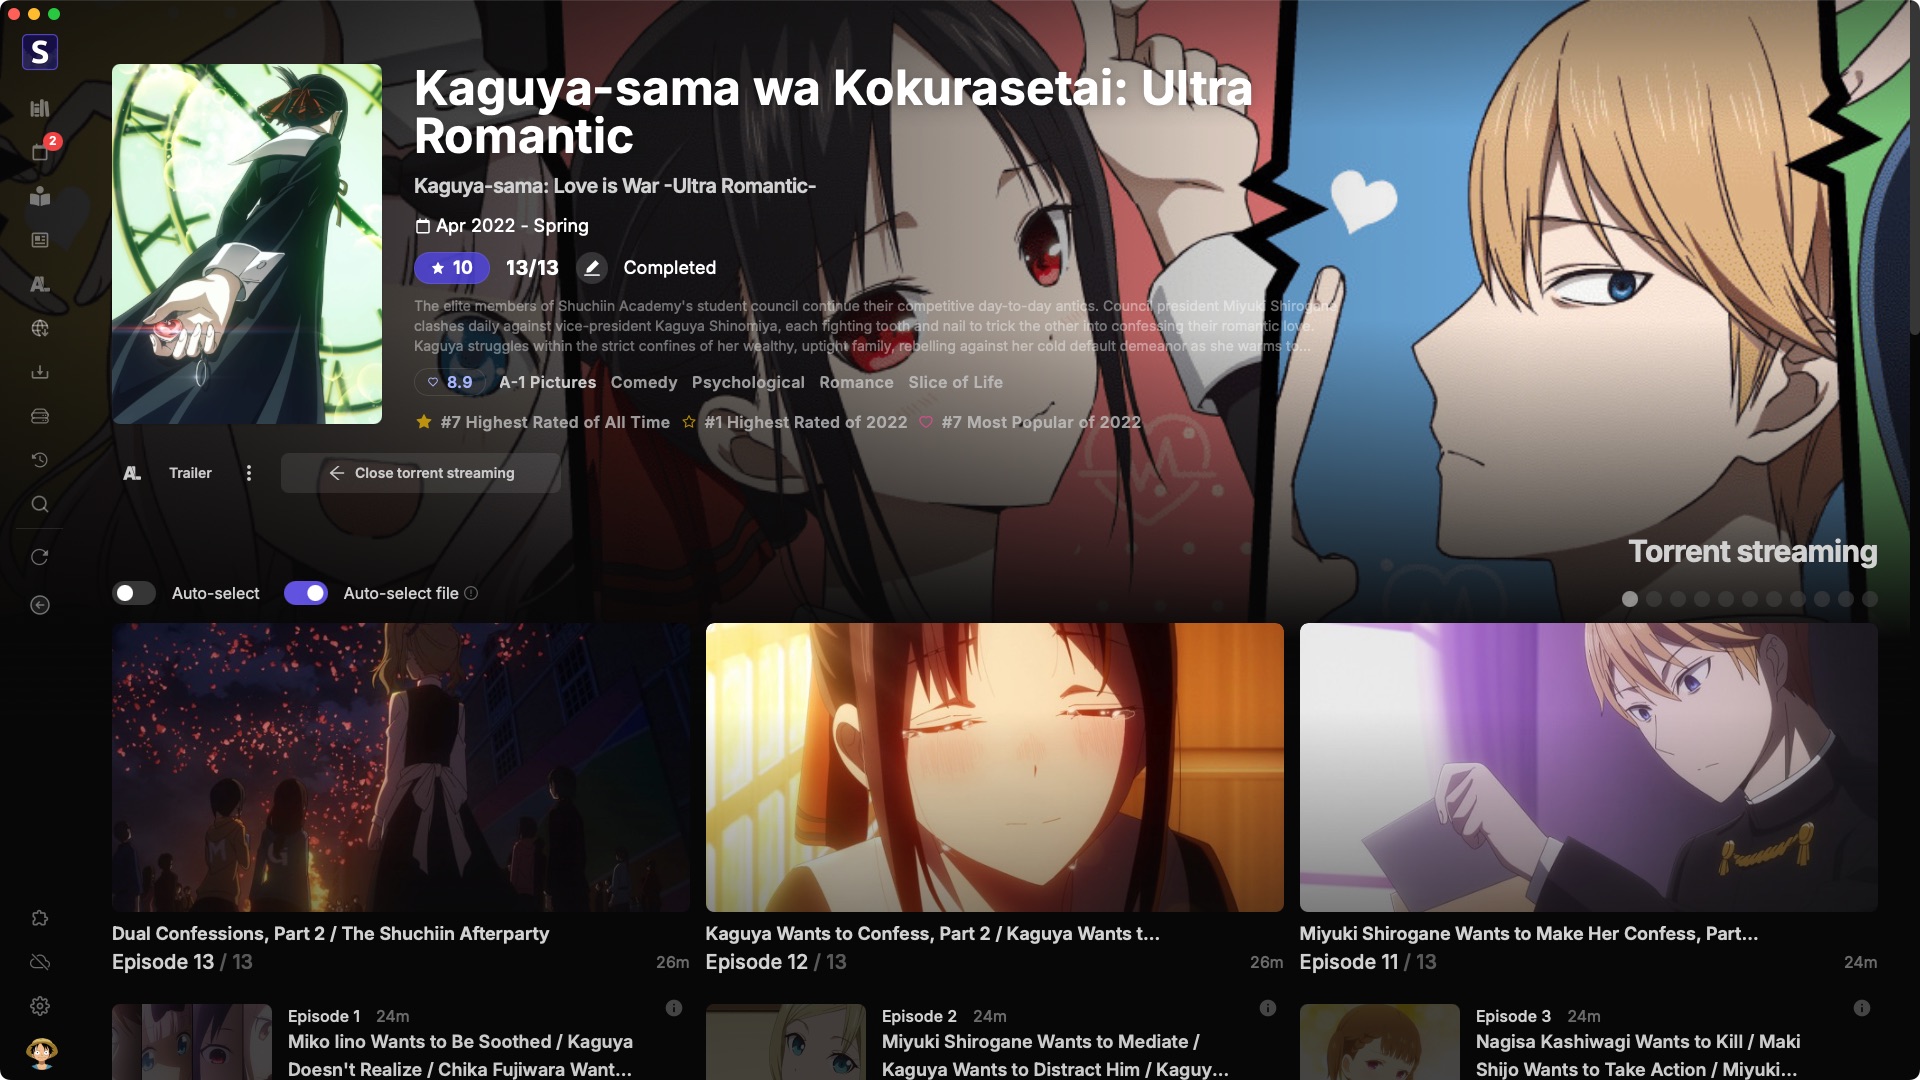 S
2
Kaguya-sama wa Kokurasetai: Ultra
Romantic
Kaguya-sama: Love is War -Ultra Romantic-
Apr 2022 - Spring
10
13/13
Completed
The elite members of Shuchiin Academy's student council continue their competitive day-to-day antics. Council president Miyuki Shirogane
clashes daily against vice-president Kaguya Shinomiya, each fighting tooth and nail to trick the other into confessing their romantic love.
Kaguya struggles within the strict confines of her wealthy, uptight family, rebelling against her cold default demeanor as she warms to...
8.9 A-1 Pictures Comedy Psychological Romance Slice of Life
#7 Highest Rated of All Time #1 Highest Rated of 2022 #7 Most Popular of 2022
AL Trailer Close torrent streaming
Torrent streaming
Auto-select Auto-select file
M G
Dual Confessions, Part 2 / The Shuchiin Afterparty
Episode 13 / 13 26m
Kaguya Wants to Confess, Part 2 / Kaguya Wants t...
Episode 12 / 13 26m
Miyuki Shirogane Wants to Make Her Confess, Part...
Episode 11 / 13 24m
Episode 1 24m
Miko Iino Wants to Be Soothed / Kaguya
Doesn't Realize / Chika Fujiwara Want...
Episode 2 24m
Miyuki Shirogane Wants to Mediate /
Kaguya Wants to Distract Him / Kaguy...
Episode 3 24m
Nagisa Kashiwagi Wants to Kill / Maki
Shijo Wants to Take Action / Miyuki...